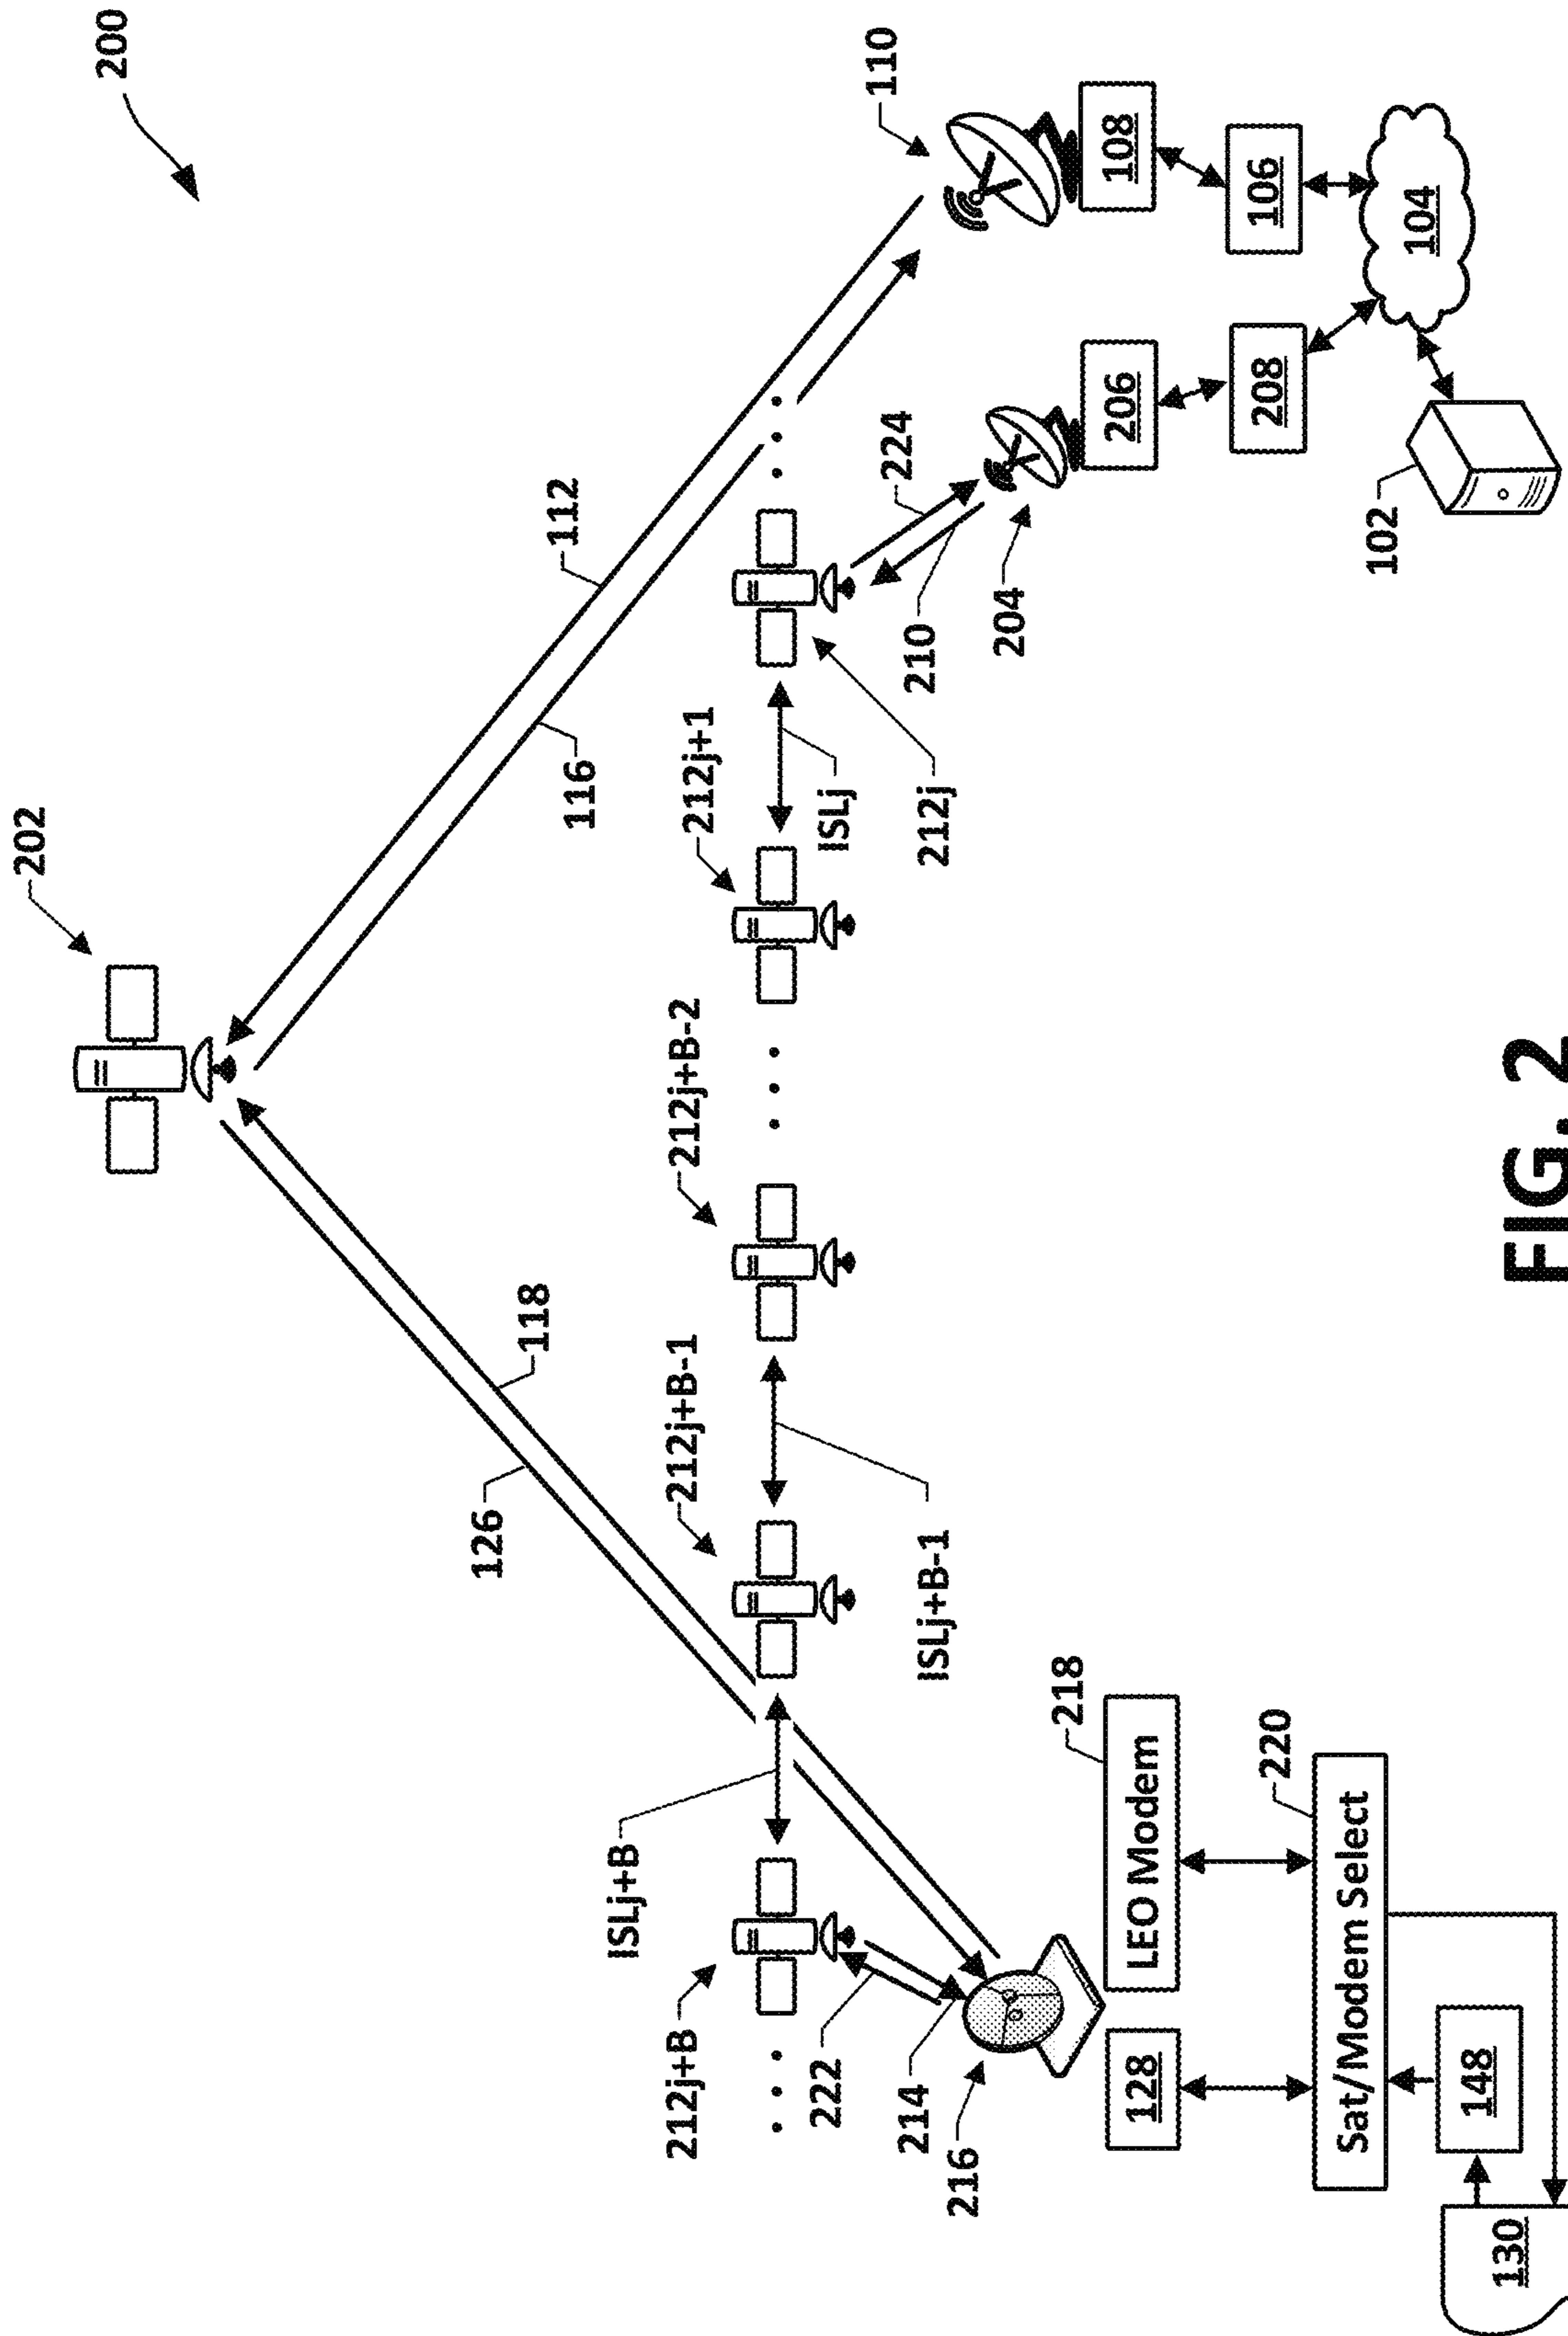 200
202
112
116
110
126
118
212j+B
ISLj+B
212j+B-1
212j+B-2
212j+1
ISLj+B-1
ISLj
212j
222
214
216
210
224
204
128
LEO Modem
218
206
108
Sat/Modem Select
220
208
106
148
130
102
104
FIG. 2